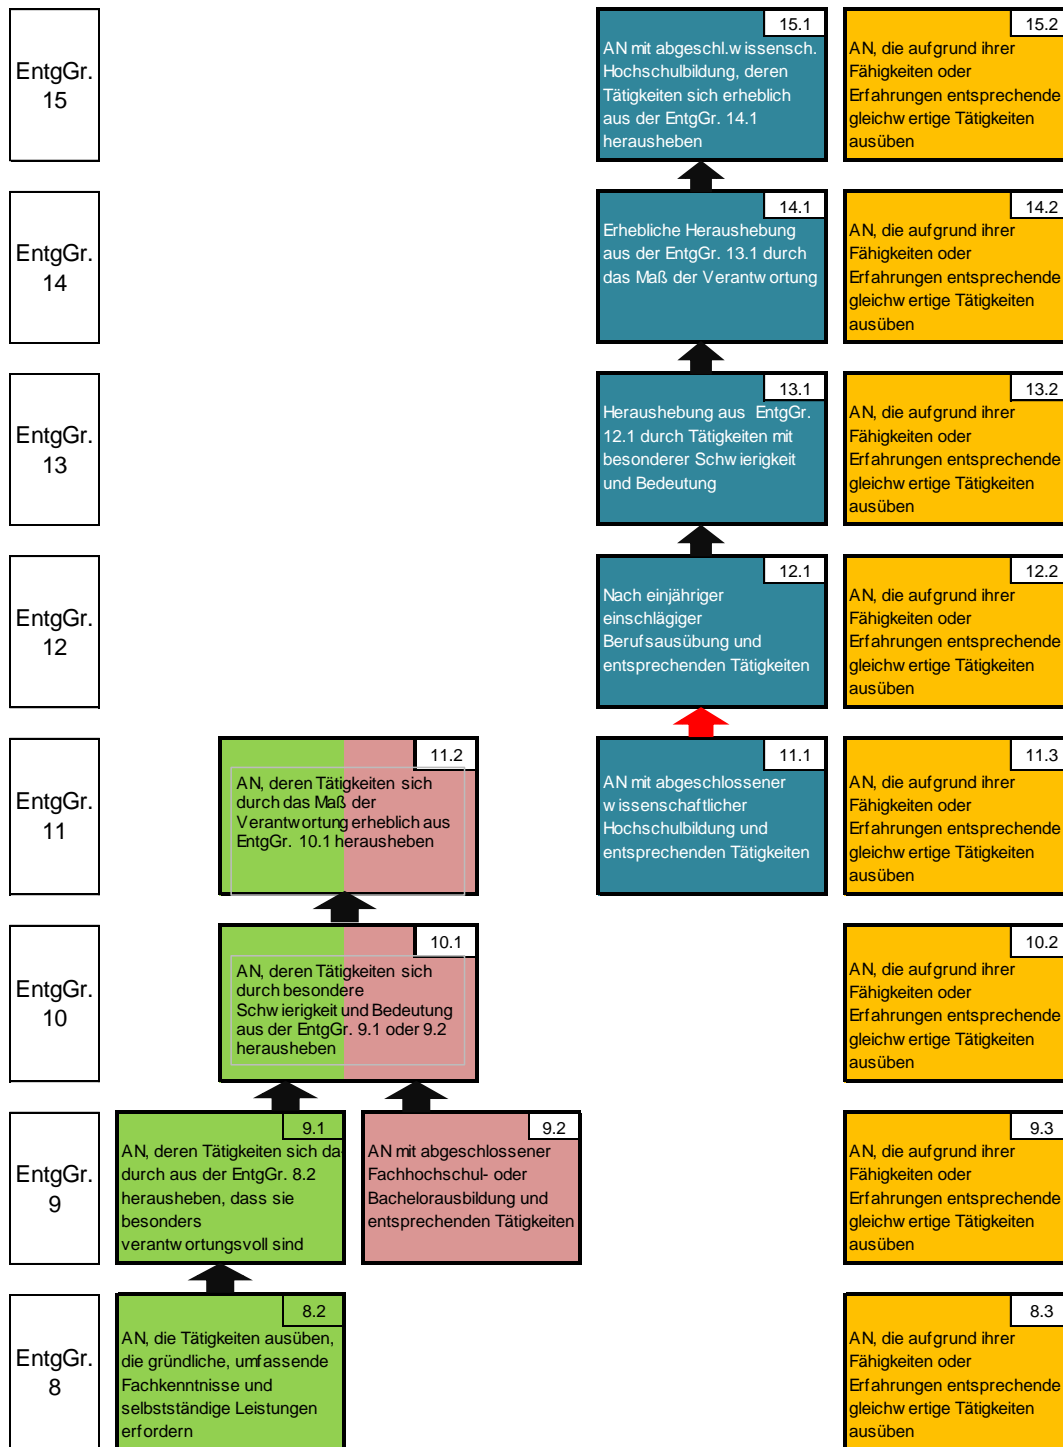 EntgGr.
15
15.1
AN mit abgeschl.wissensch.
Hochschulbildung, deren
Tätigkeiten sich erheblich
aus der EntgGr. 14.1
herausheben
15.2
AN, die aufgrund ihrer
Fähigkeiten oder
Erfahrungen entsprechende
gleichwertige Tätigkeiten
ausüben
EntgGr.
14
14.1
Erhebliche Heraushebung
aus der EntgGr. 13.1 durch
das Maß der Verantwortung
14.2
AN, die aufgrund ihrer
Fähigkeiten oder
Erfahrungen entsprechende
gleichwertige Tätigkeiten
ausüben
EntgGr.
13
13.1
Heraushebung aus EntgGr.
12.1 durch Tätigkeiten mit
besonderer Schwierigkeit
und Bedeutung
13.2
AN, die aufgrund ihrer
Fähigkeiten oder
Erfahrungen entsprechende
gleichwertige Tätigkeiten
ausüben
EntgGr.
12
12.1
Nach einjähriger
einschlägiger
Berufsausübung und
entsprechenden Tätigkeiten
12.2
AN, die aufgrund ihrer
Fähigkeiten oder
Erfahrungen entsprechende
gleichwertige Tätigkeiten
ausüben
EntgGr.
11
11.2
AN, deren Tätigkeiten sich
durch das Maß der
Verantwortung erheblich aus
EntgGr. 10.1 herausheben
11.1
AN mit abgeschlossener
wissenschaftlicher
Hochschulbildung und
entsprechenden Tätigkeiten
11.3
AN, die aufgrund ihrer
Fähigkeiten oder
Erfahrungen entsprechende
gleichwertige Tätigkeiten
ausüben
EntgGr.
10
10.1
AN, deren Tätigkeiten sich
durch besondere
Schwierigkeit und Bedeutung
aus der EntgGr. 9.1 oder 9.2
herausheben
10.2
AN, die aufgrund ihrer
Fähigkeiten oder
Erfahrungen entsprechende
gleichwertige Tätigkeiten
ausüben
EntgGr.
9
9.1
AN, deren Tätigkeiten sich da
durch aus der EntgGr. 8.2
herausheben, dass sie
besonders
verantwortungsvoll sind
9.2
AN mit abgeschlossener
Fachhochschul- oder
Bachelorausbildung und
entsprechenden Tätigkeiten
9.3
AN, die aufgrund ihrer
Fähigkeiten oder
Erfahrungen entsprechende
gleichwertige Tätigkeiten
ausüben
EntgGr.
8
8.2
AN, die Tätigkeiten ausüben,
die gründliche, umfassende
Fachkenntnisse und
selbstständige Leistungen
erfordern
8.3
AN, die aufgrund ihrer
Fähigkeiten oder
Erfahrungen entsprechende
gleichwertige Tätigkeiten
ausüben